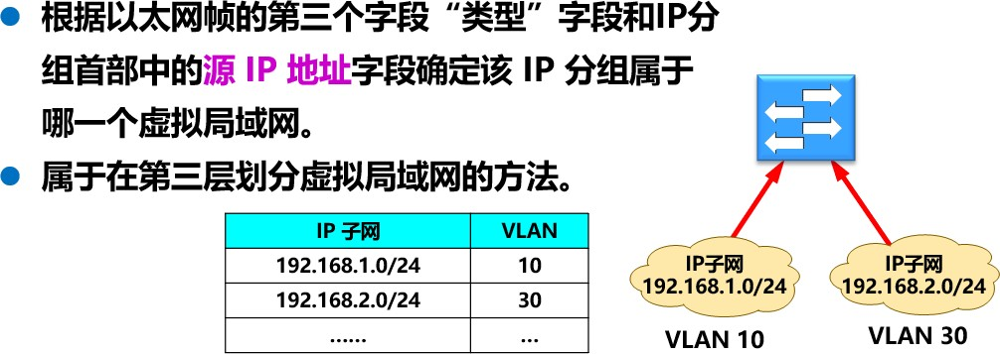 ● 根据以太网帧的第三个字段“类型”字段和IP分
组首部中的源 IP 地址字段确定该 IP 分组属于
哪一个虚拟局域网。
● 属于在第三层划分虚拟局域网的方法。
IP 子网 VLAN
192.168.1.0/24 10
192.168.2.0/24 30
…… …
IP子网
192.168.1.0/24
VLAN 10
IP子网
192.168.2.0/24
VLAN 30